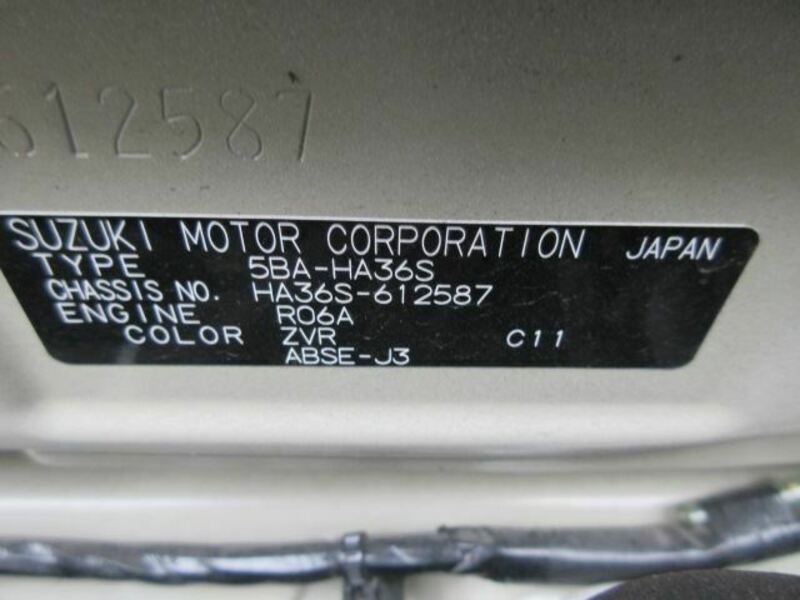 612587
SUZUKI MOTOR CORPORATION JAPAN
TYPE 5BA-HA36S
CHASSIS NO. HA36S-612587
ENGINE R06A
COLOR ZVR C11
ABSE-J3